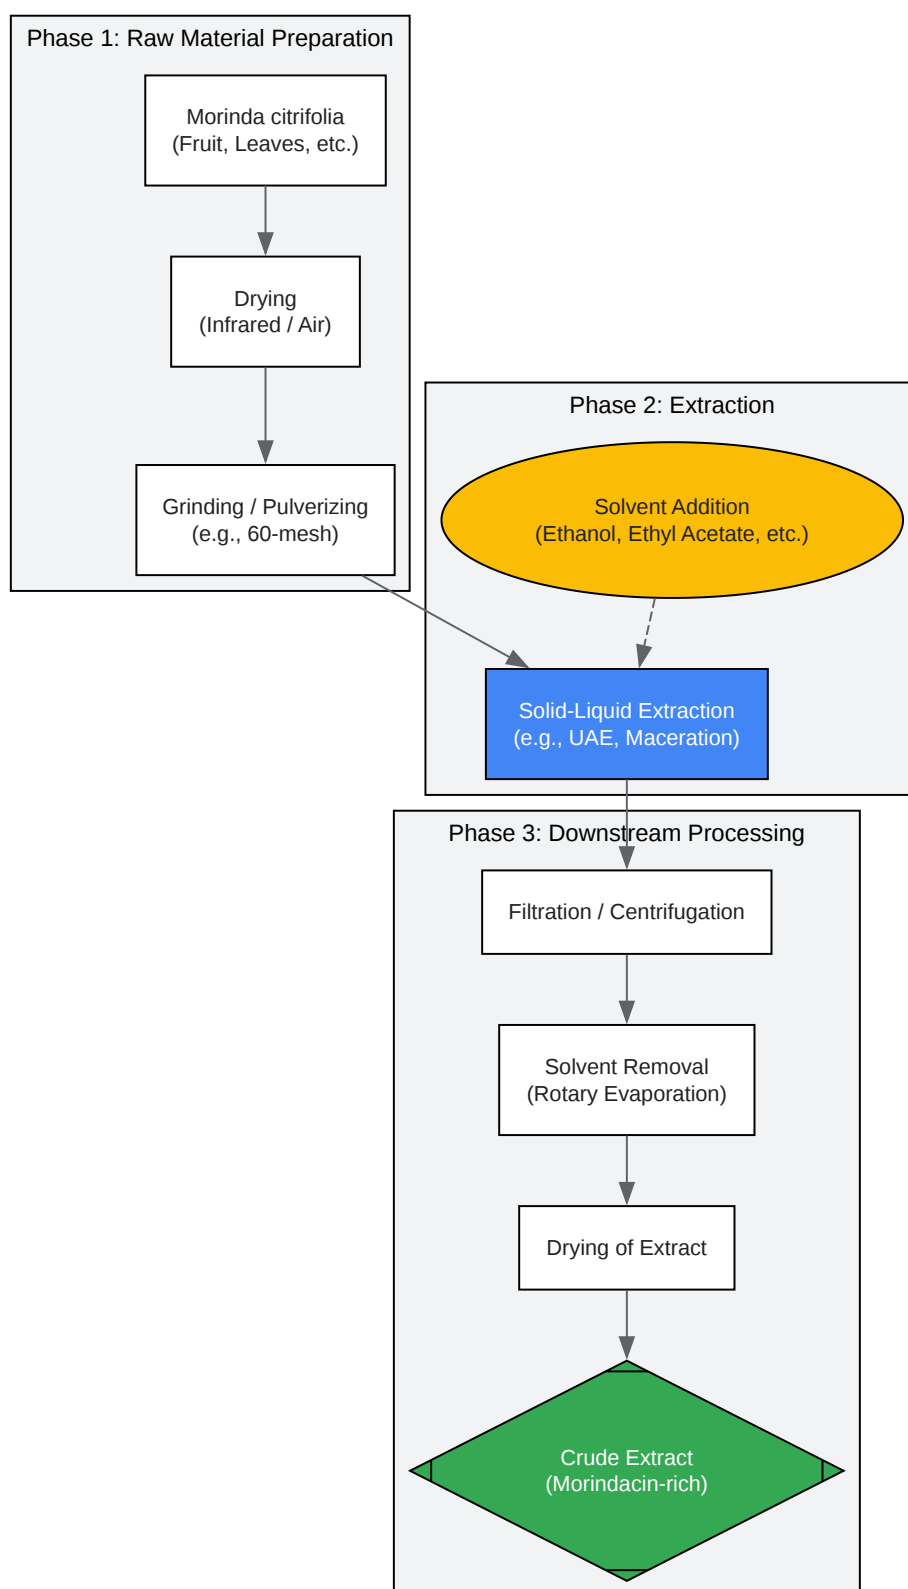 Phase 1: Raw Material Preparation
Morinda citrifolia
(Fruit, Leaves, etc.)
Drying
(Infrared / Air)
Grinding / Pulverizing
(e.g., 60-mesh)
Phase 2: Extraction
Solvent Addition
(Ethanol, Ethyl Acetate, etc.)
Solid-Liquid Extraction
(e.g., UAE, Maceration)
Phase 3: Downstream Processing
Filtration / Centrifugation
Solvent Removal
(Rotary Evaporation)
Drying of Extract
Crude Extract
(Morindacin-rich)